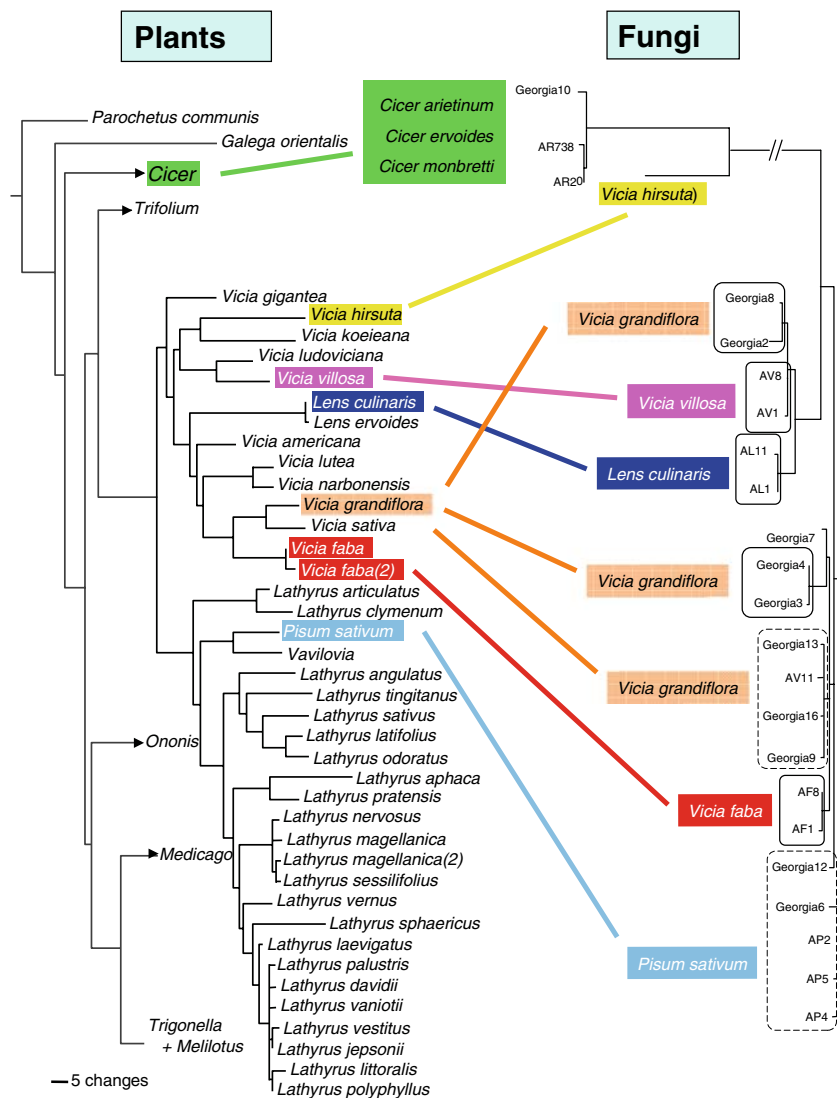 Plants
Fungi
Parochetus communis
Galega orientalis
Cicer
Trifolium
Cicer arietinum
Cicer ervoides
Cicer monbretti
Vicia gigantea
Vicia hirsuta
Vicia koeieana
Vicia ludoviciana
Vicia villosa
Lens culinaris
Lens ervoides
Vicia americana
Vicia lutea
Vicia narbonensis
Vicia grandiflora
Vicia sativa
Vicia faba
Vicia faba(2)
Lathyrus articulatus
Lathyrus clymenum
Pisum sativum
Vavilovia
Lathyrus angulatus
Lathyrus tingitanus
Lathyrus sativus
Lathyrus latifolius
Lathyrus odoratus
Ononis
Lathyrus aphaca
Lathyrus pratensis
Lathyrus nervosus
Lathyrus magellanica
Medicago
Lathyrus magellanica(2)
Lathyrus sessilifolius
Lathyrus vernus
Lathyrus sphaericus
Lathyrus laevigatus
Lathyrus palustris
Lathyrus davidii
Lathyrus vaniotii
Lathyrus vestitus
Lathyrus jepsonii
Lathyrus littoralis
Lathyrus polyphyllus
Trigonella
+ Melilotus
5 changes
Georgia10
AR738
AR20
Vicia hirsuta)
//
Vicia grandiflora
Georgia8
Georgia2
Vicia villosa
AV8
AV1
Lens culinaris
AL11
AL1
Georgia7
Vicia grandiflora
Georgia4
Georgia3
Vicia grandiflora
Georgia13
AV11
Georgia16
Georgia9
Vicia faba
AF8
AF1
Pisum sativum
Georgia12
Georgia6
AP2
AP5
AP4